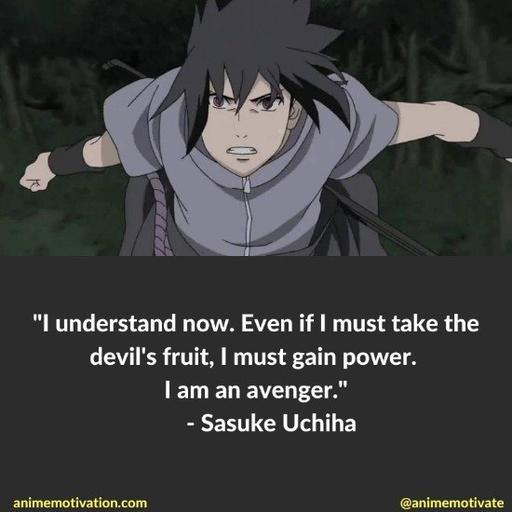 "I understand now. Even if I must take the
devil's fruit, I must gain power.
I am an avenger."
- Sasuke Uchiha
animemotivation.com
@animemotivate